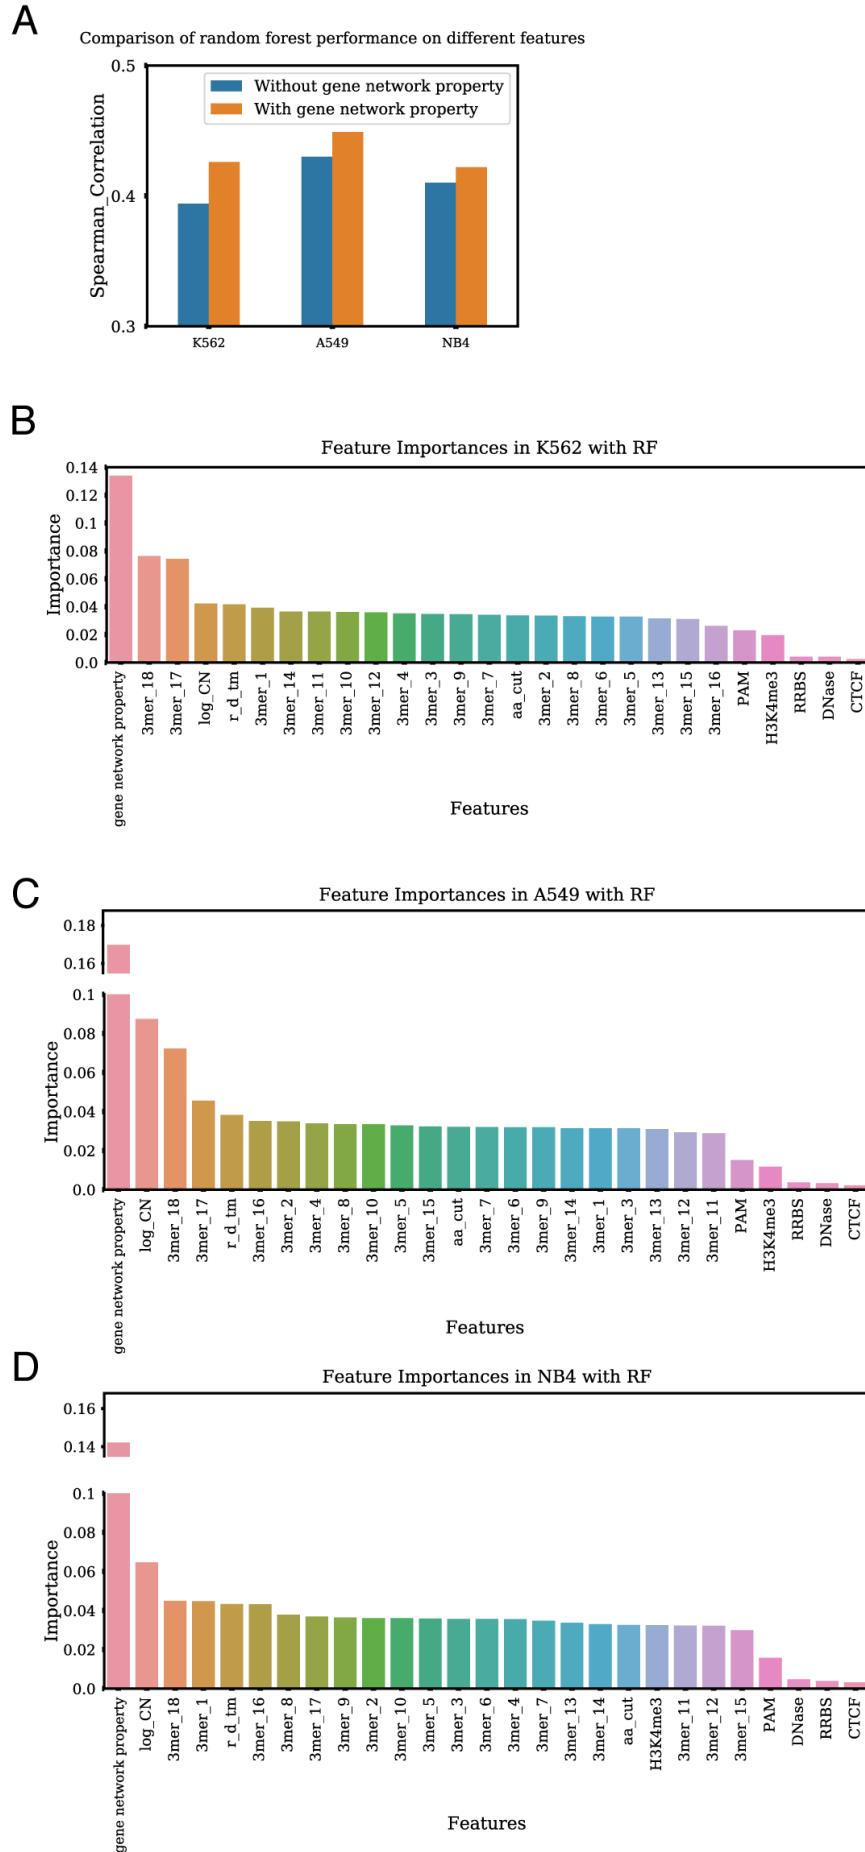 A
Comparison of random forest performance on different features
Without gene network property
With gene network property
Spearman_Correlation
0.5
0.4
0.3
K562 A549 NB4
B
Feature Importances in K562 with RF
Importance
0.14
0.12
0.1
0.08
0.06
0.04
0.02
0.0
gene network property
3mer_18
3mer_17
log_CN
r_d_tm
3mer_1
3mer_14
3mer_11
3mer_10
3mer_12
3mer_4
3mer_3
3mer_9
3mer_7
aa_cut
3mer_2
3mer_8
3mer_6
3mer_5
3mer_13
3mer_15
3mer_16
PAM
H3K4me3
RRBS
DNase
CTCF
Features
C
Feature Importances in A549 with RF
Importance
0.18
0.16
0.1
0.08
0.06
0.04
0.02
0.0
gene network property
log_CN
3mer_18
3mer_17
r_d_tm
3mer_16
3mer_2
3mer_4
3mer_8
3mer_10
3mer_5
3mer_15
aa_cut
3mer_7
3mer_6
3mer_9
3mer_14
3mer_1
3mer_3
3mer_13
3mer_12
3mer_11
PAM
H3K4me3
RRBS
DNase
CTCF
Features
D
Feature Importances in NB4 with RF
Importance
0.16
0.14
0.1
0.08
0.06
0.04
0.02
0.0
gene network property
log_CN
3mer_18
3mer_1
r_d_tm
3mer_16
3mer_8
3mer_17
3mer_9
3mer_2
3mer_10
3mer_5
3mer_3
3mer_6
3mer_4
3mer_7
3mer_13
3mer_14
aa_cut
H3K4me3
3mer_11
3mer_12
3mer_15
PAM
DNase
RRBS
CTCF
Features